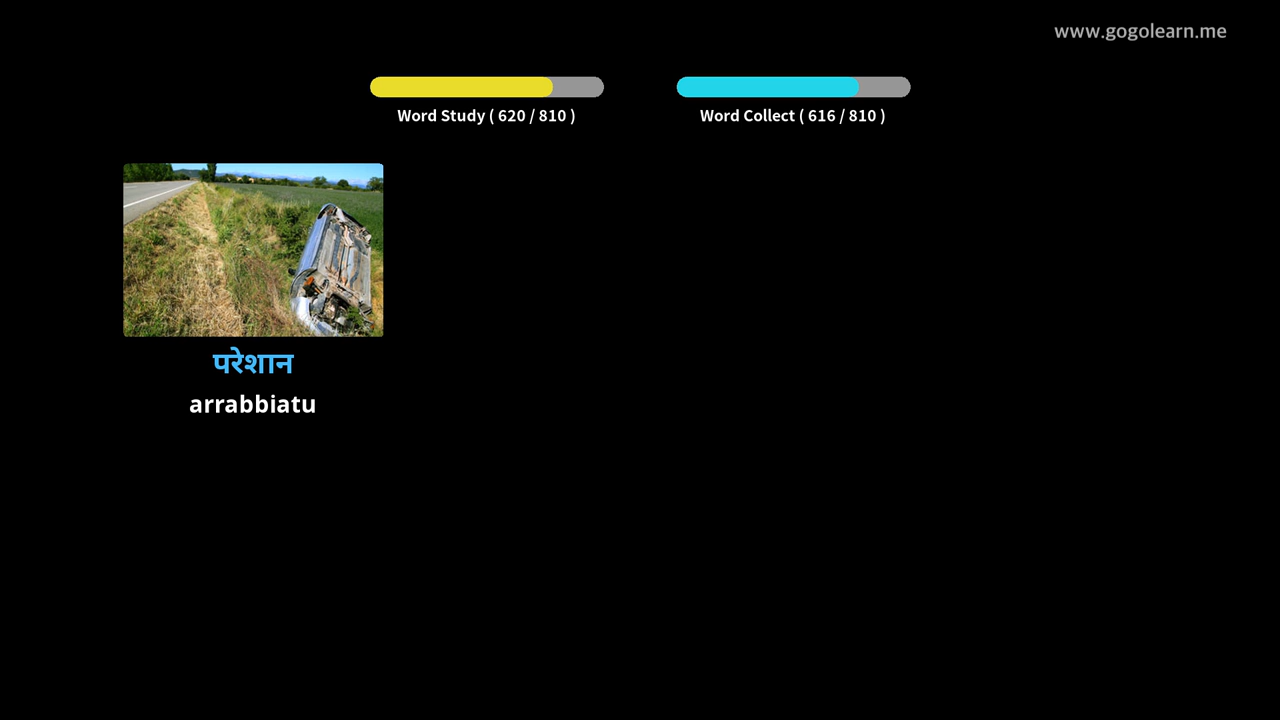 www.gogolearn.me
Word Study ( 620 / 810 )
Word Collect ( 616 / 810 )
परेशान
arrabbiatu